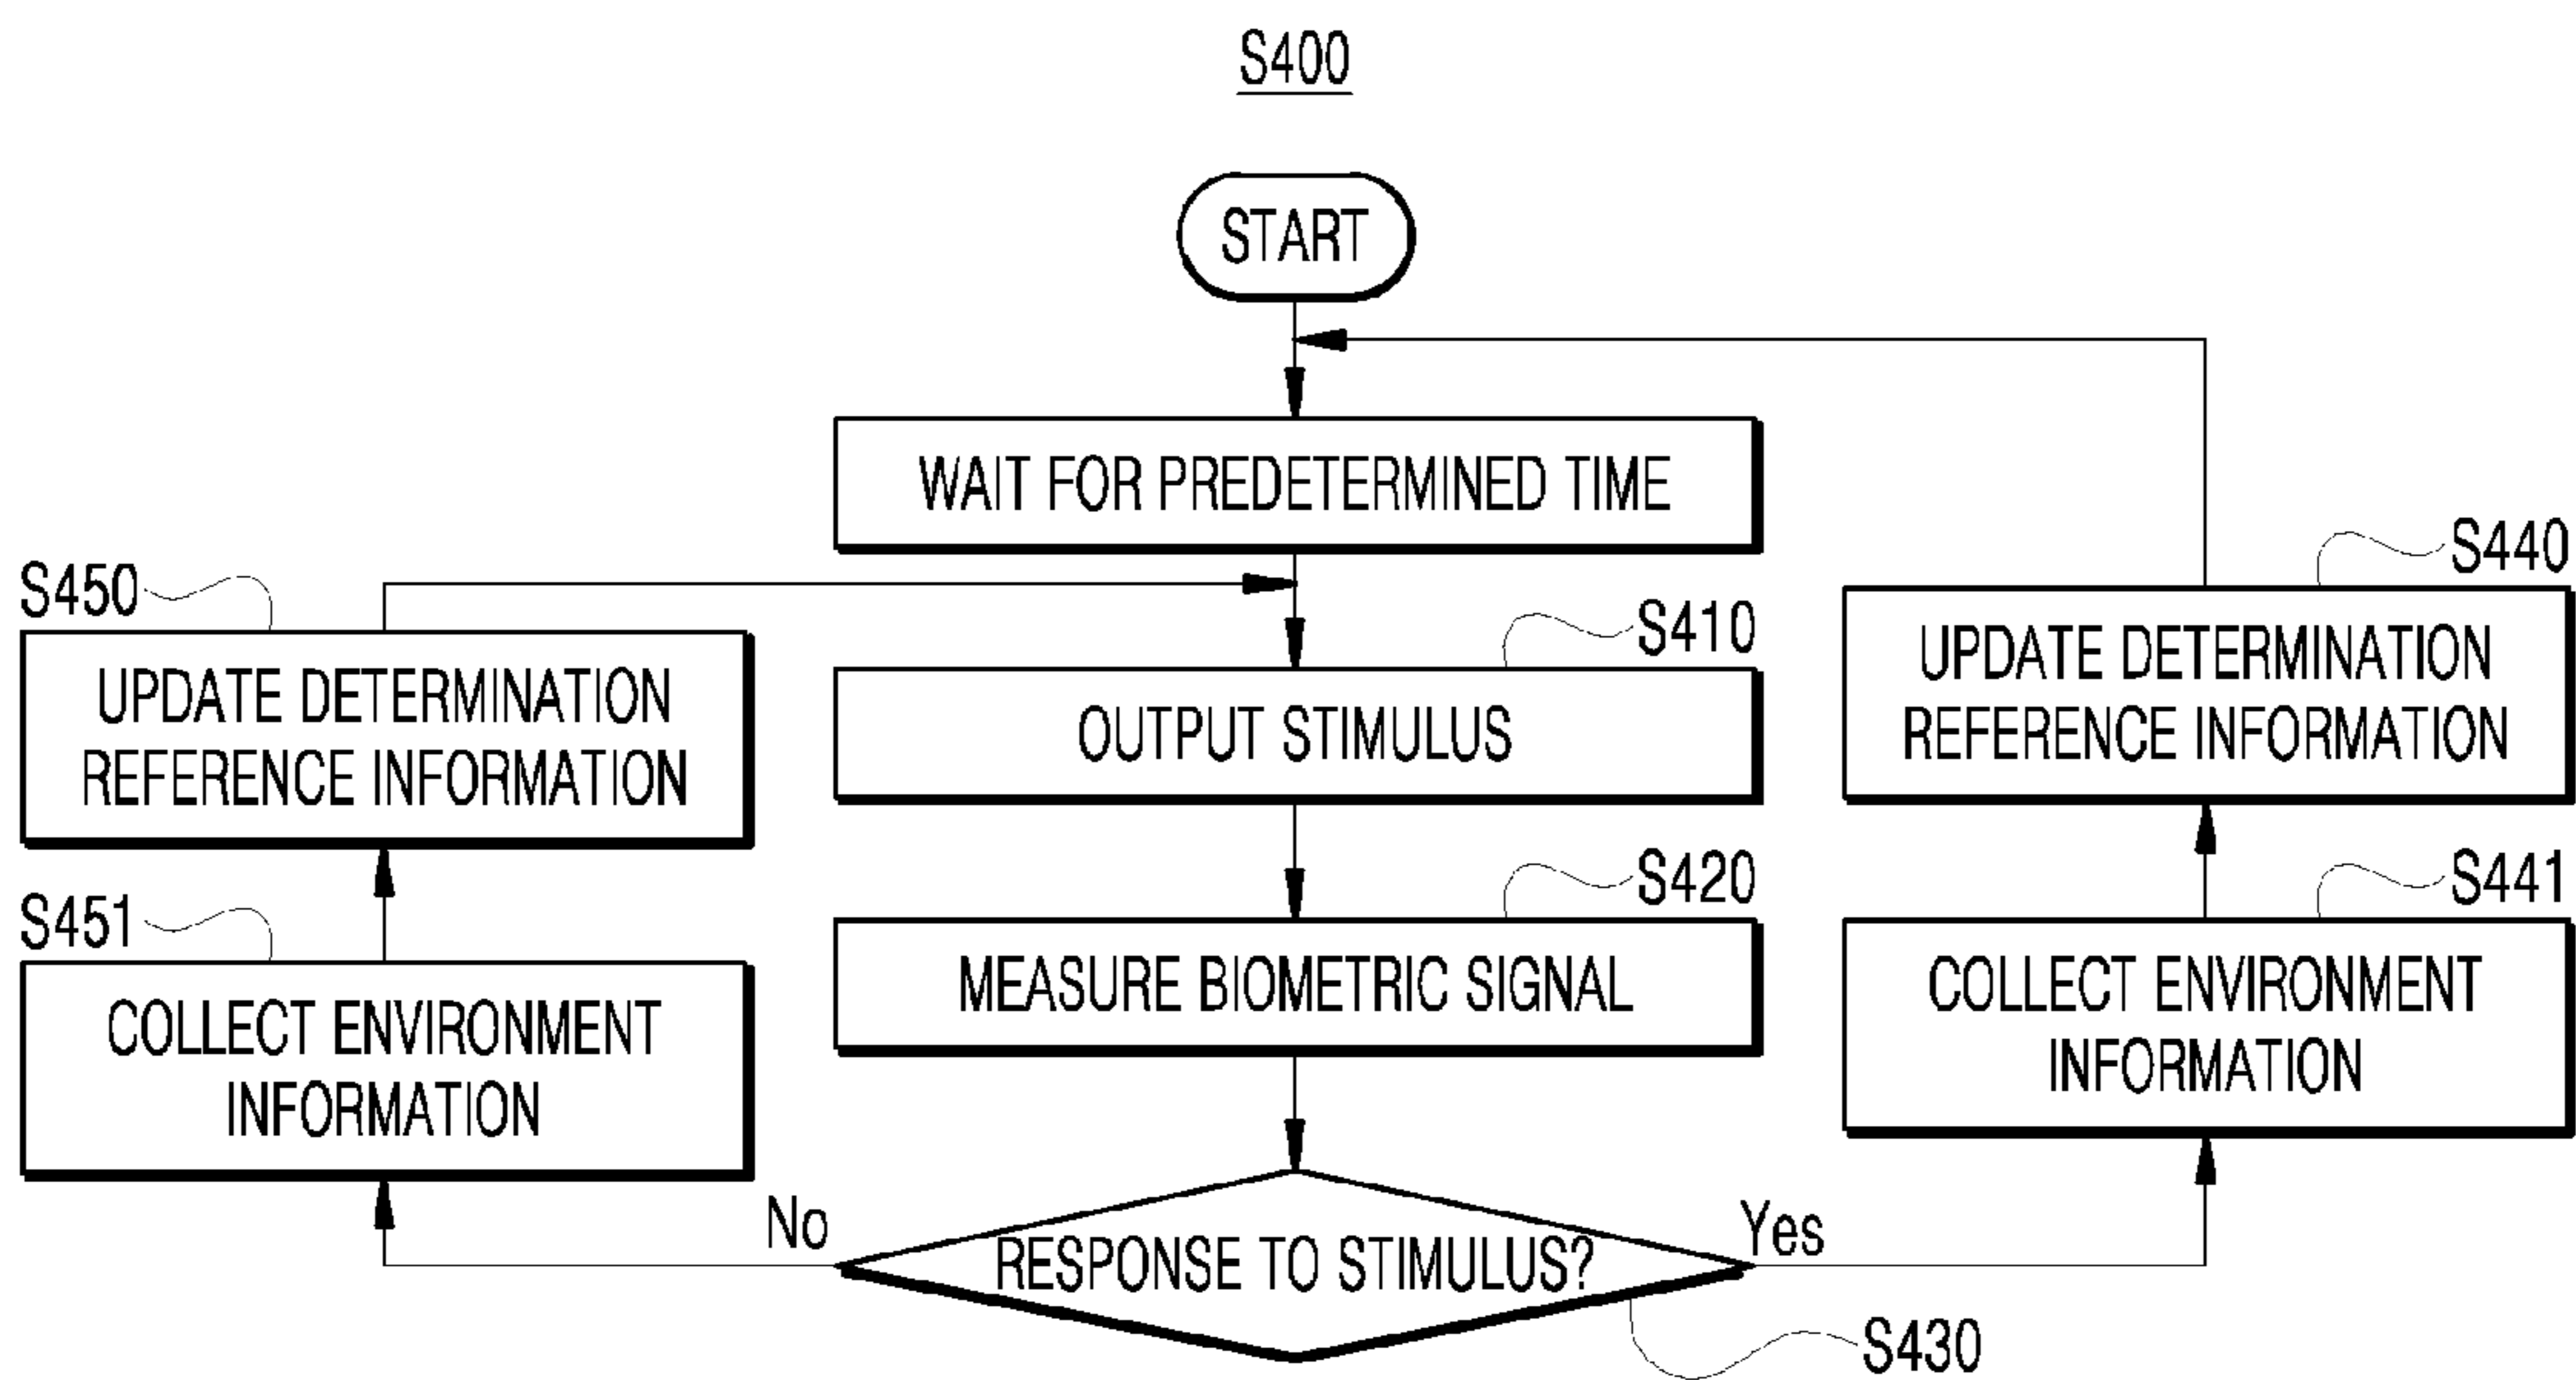 S400
START
WAIT FOR PREDETERMINED TIME
S440
S450
S410
UPDATE DETERMINATION
REFERENCE INFORMATION
OUTPUT STIMULUS
UPDATE DETERMINATION
REFERENCE INFORMATION
S451
S420
S441
COLLECT ENVIRONMENT
INFORMATION
MEASURE BIOMETRIC SIGNAL
COLLECT ENVIRONMENT
INFORMATION
No
RESPONSE TO STIMULUS?
Yes
S430